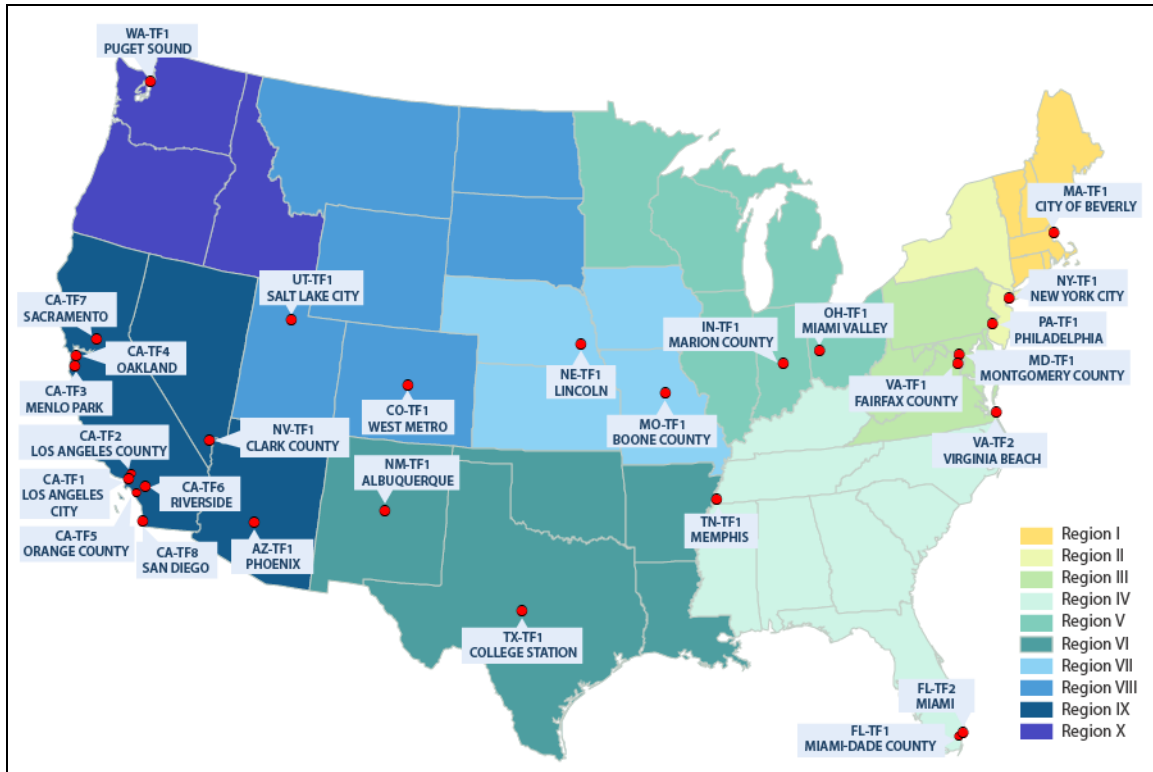 WA-TF1
PUGET SOUND
MA-TF1
CITY OF BEVERLY
UT-TF1
SALT LAKE CITY
NY-TF1
NEW YORK CITY
CA-TF7
SACRAMENTO
OH-TF1
MIAMI VALLEY
IN-TF1
MARION COUNTY
PA-TF1
PHILADELPHIA
CA-TF4
OAKLAND
NE-TF1
LINCOLN
MD-TF1
MONTGOMERY COUNTY
CA-TF3
MENLO PARK
VA-TF1
FAIRFAX COUNTY
CO-TF1
WEST METRO
MO-TF1
BOONE COUNTY
CA-TF2
LOS ANGELES COUNTY
NV-TF1
CLARK COUNTY
VA-TF2
VIRGINIA BEACH
NM-TF1
ALBUQUERQUE
CA-TF1
LOS ANGELES
CITY
CA-TF6
RIVERSIDE
TN-TF1
MEMPHIS
CA-TF5
ORANGE COUNTY
CA-TF8
SAN DIEGO
AZ-TF1
PHOENIX
TX-TF1
COLLEGE STATION
FL-TF2
MIAMI
FL-TF1
MIAMI-DADE COUNTY
Region I
Region II
Region III
Region IV
Region V
Region VI
Region VII
Region VIII
Region IX
Region X